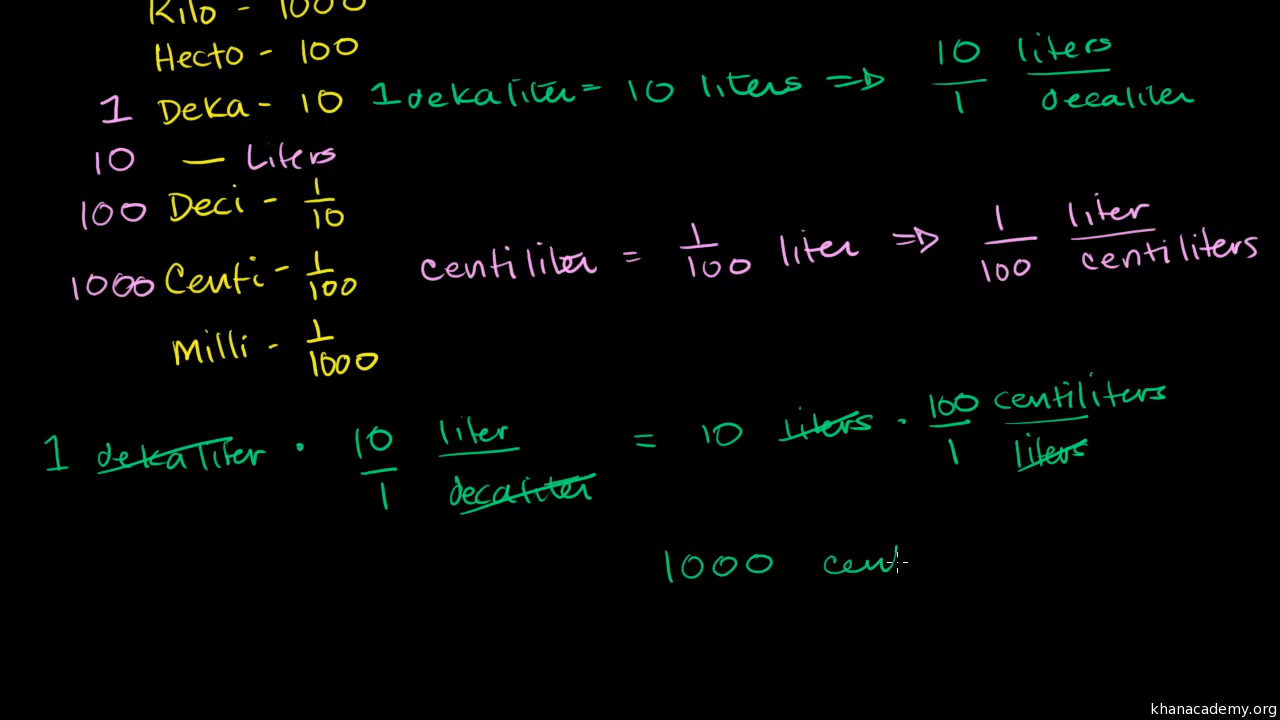 Kilo - 1000
Hecto - 100
1 Deka - 10 1 dekaliter = 10 liters ⇒ 10/1 liters/decaliter
10 — Liters
100 Deci - 1/10
1000 Centi - 1/100 centiliter = 1/100 liter ⇒ 1/100 liter/centiliters
Milli - 1/1000
1 dekaliter · 10/1 liter/decaliter = 10 liters · 100/1 centiliters/liters
1000 cent
khanacademy.org